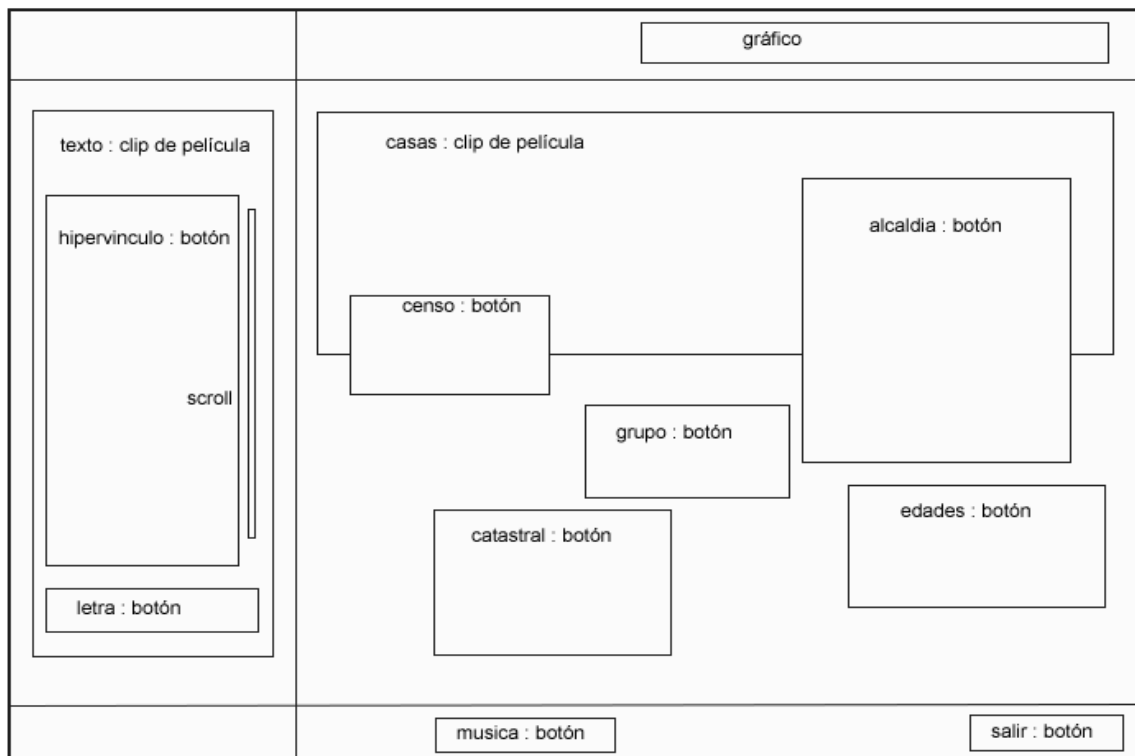 gráfico
texto : clip de película
hipervinculo : botón
scroll
letra : botón
casas : clip de película
alcaldia : botón
censo : botón
grupo : botón
edades : botón
catastral : botón
musica : botón
salir : botón